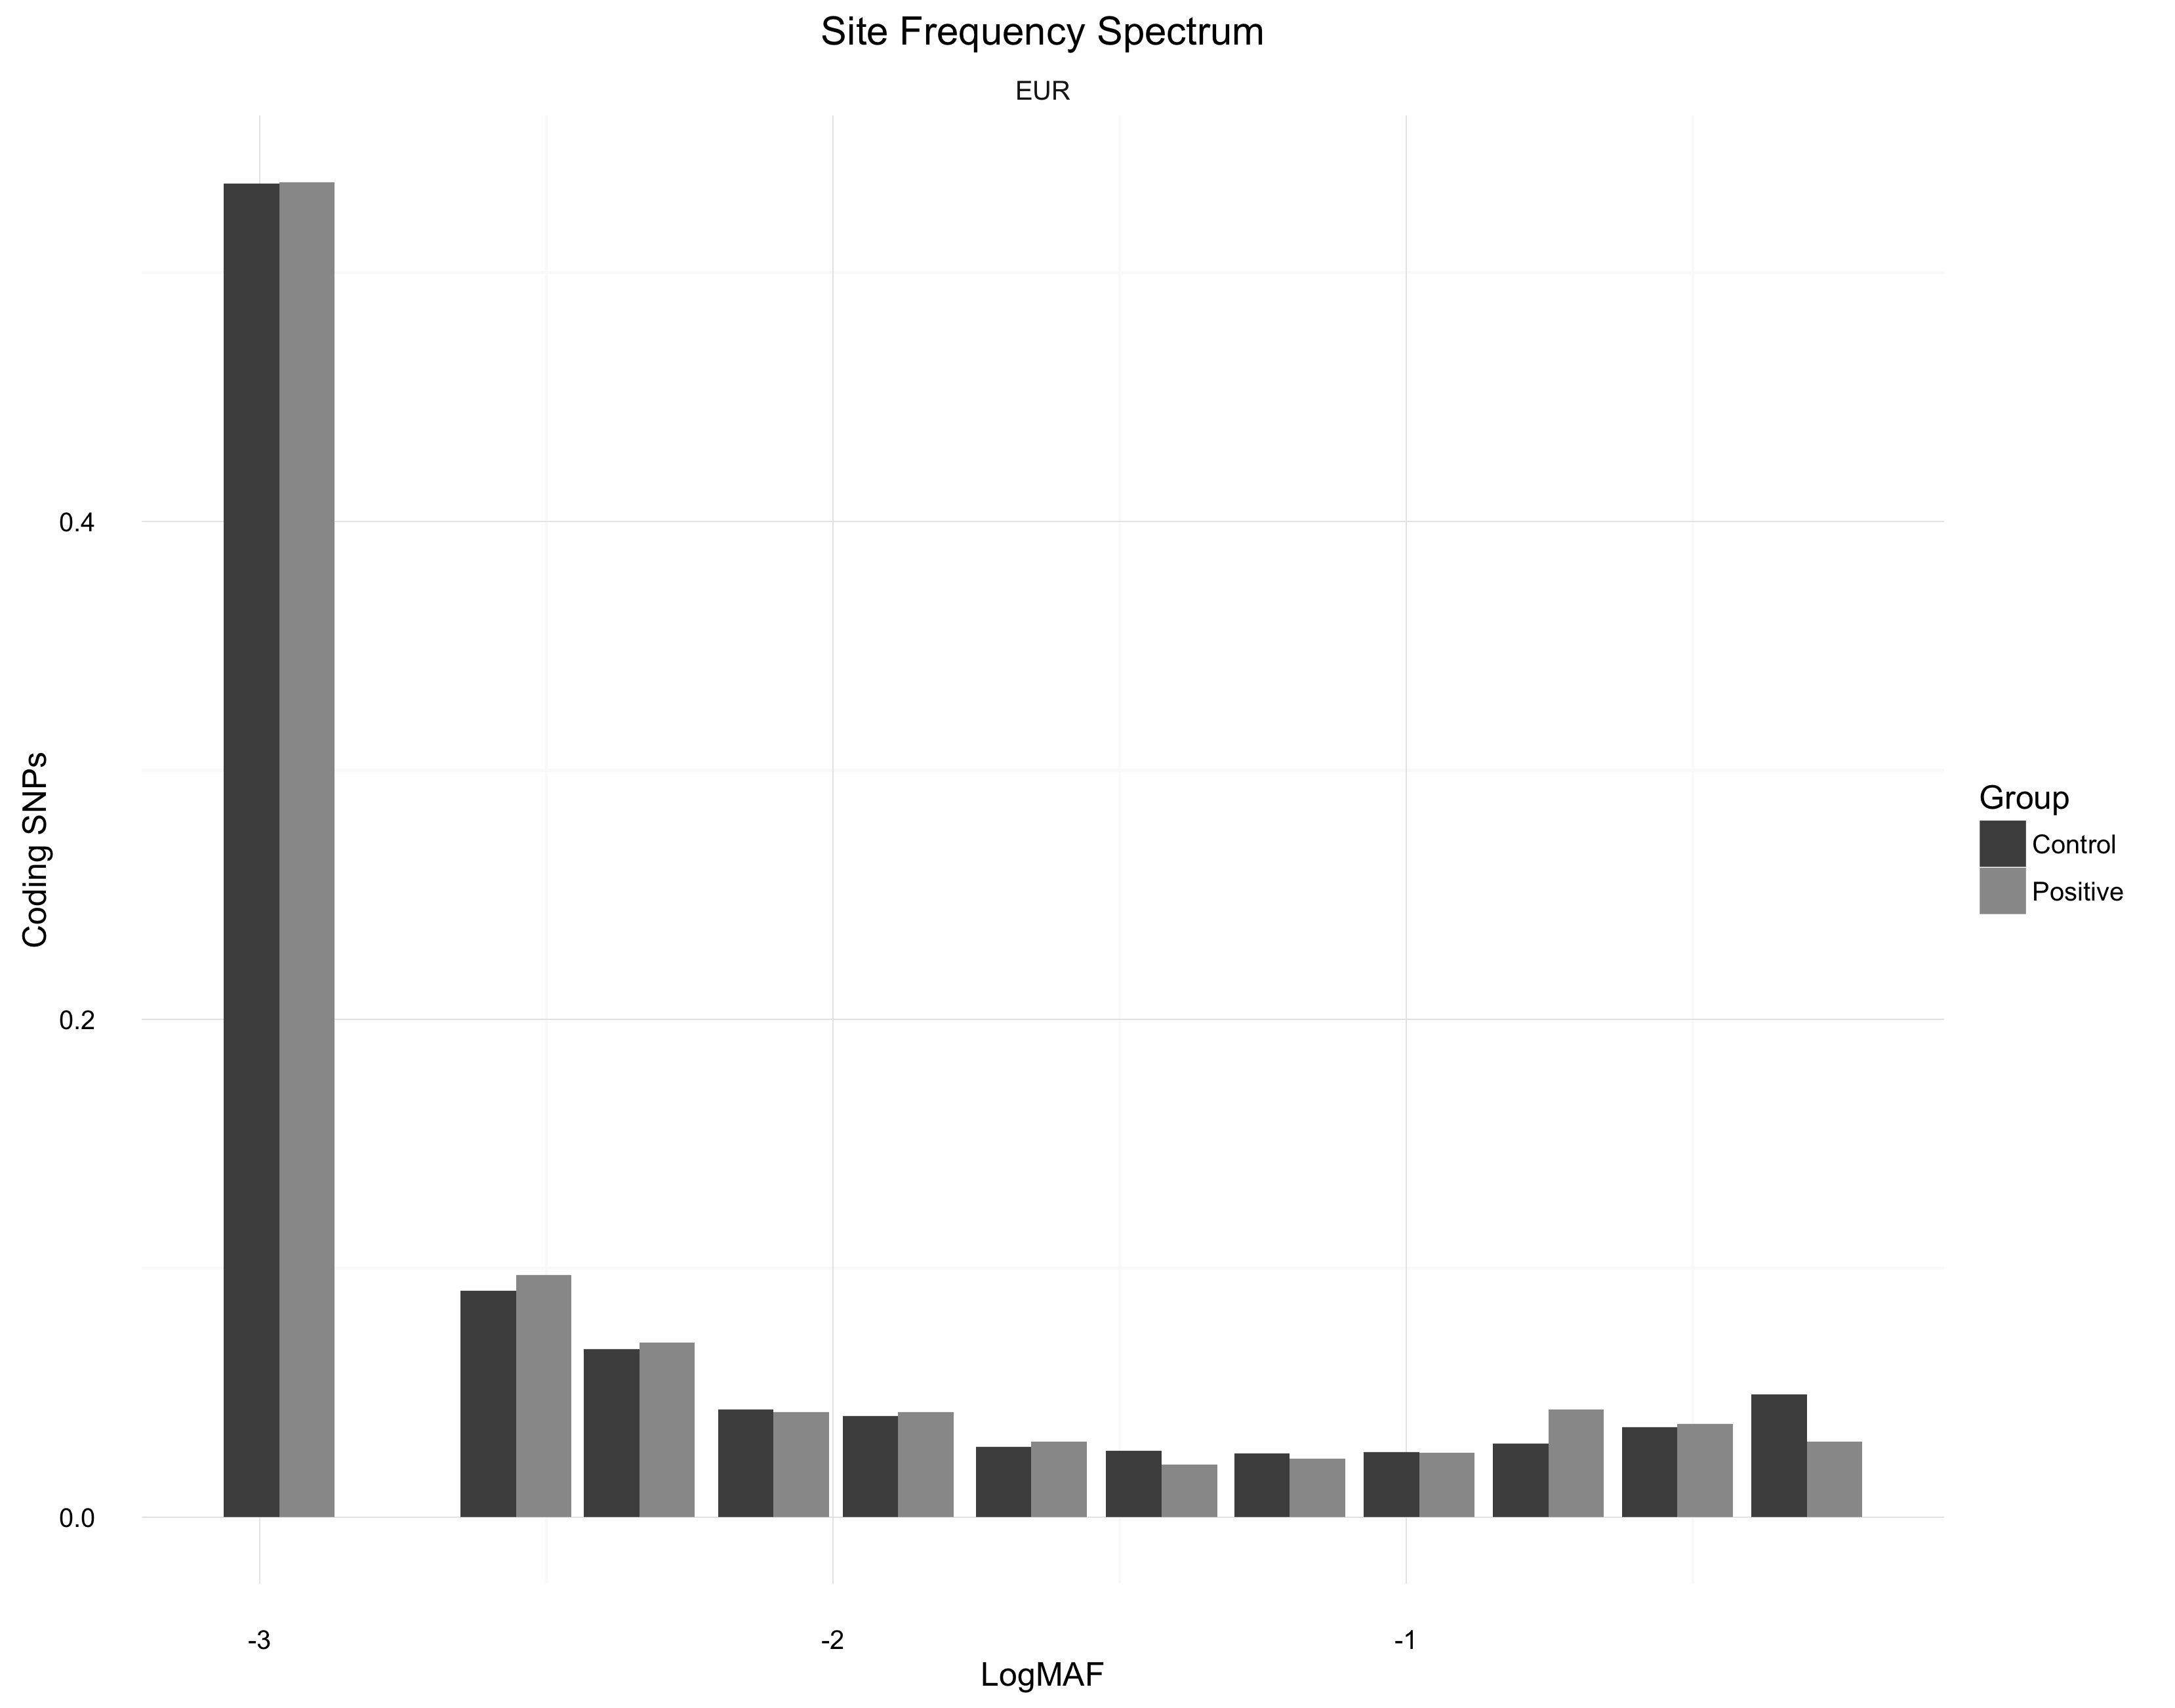 Site Frequency Spectrum
EUR
Coding SNPs
0.4
0.2
0.0
-3
-2
-1
LogMAF
Group
Control
Positive